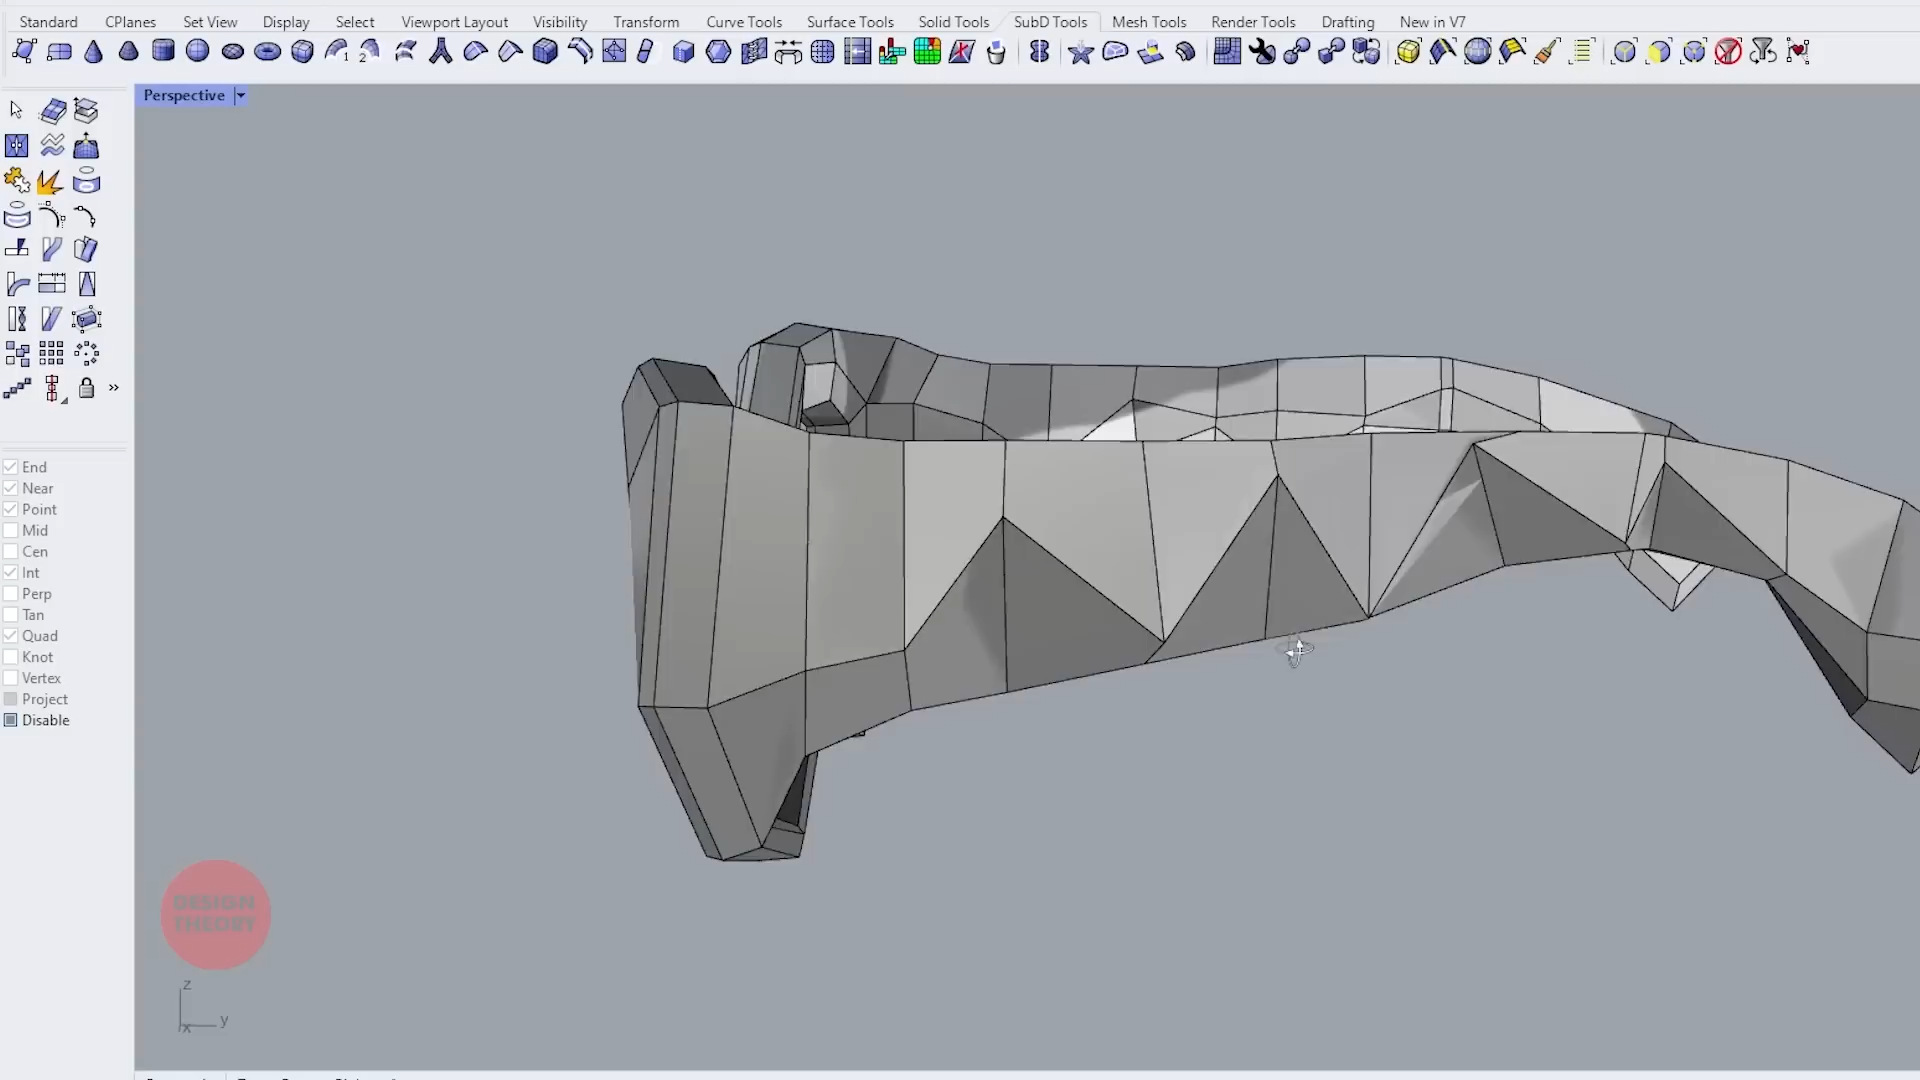 Standard CPlanes Set View Display Select Viewport Layout Visibility Transform Curve Tools Surface Tools Solid Tools SubD Tools Mesh Tools Render Tools Drafting New in V7
Perspective
End
Near
Point
Mid
Cen
Int
Perp
Tan
Quad
Knot
Vertex
Project
Disable
DESIGN
THEORY
z
y
x